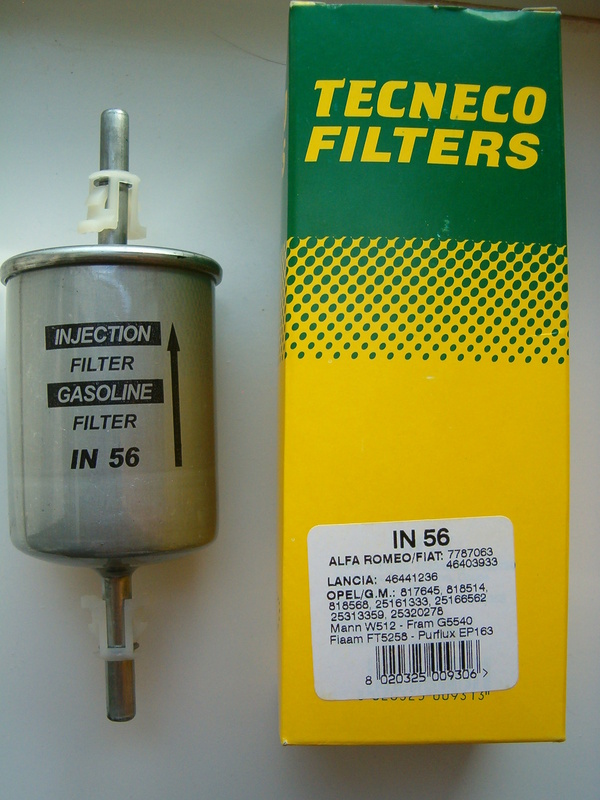 INJECTION
FILTER
GASOLINE
FILTER
IN 56
TECNECO
FILTERS
IN 56
ALFA ROMEO/FIAT: 7787063
46403933
LANCIA: 46441236
OPEL/G.M.: 817645, 818514,
818568, 25161333, 25166562
25313359, 25320278
Mann W512 - Fram G5540
Fiaam FT5258 - Purflux EP163
8 020325 009306 >